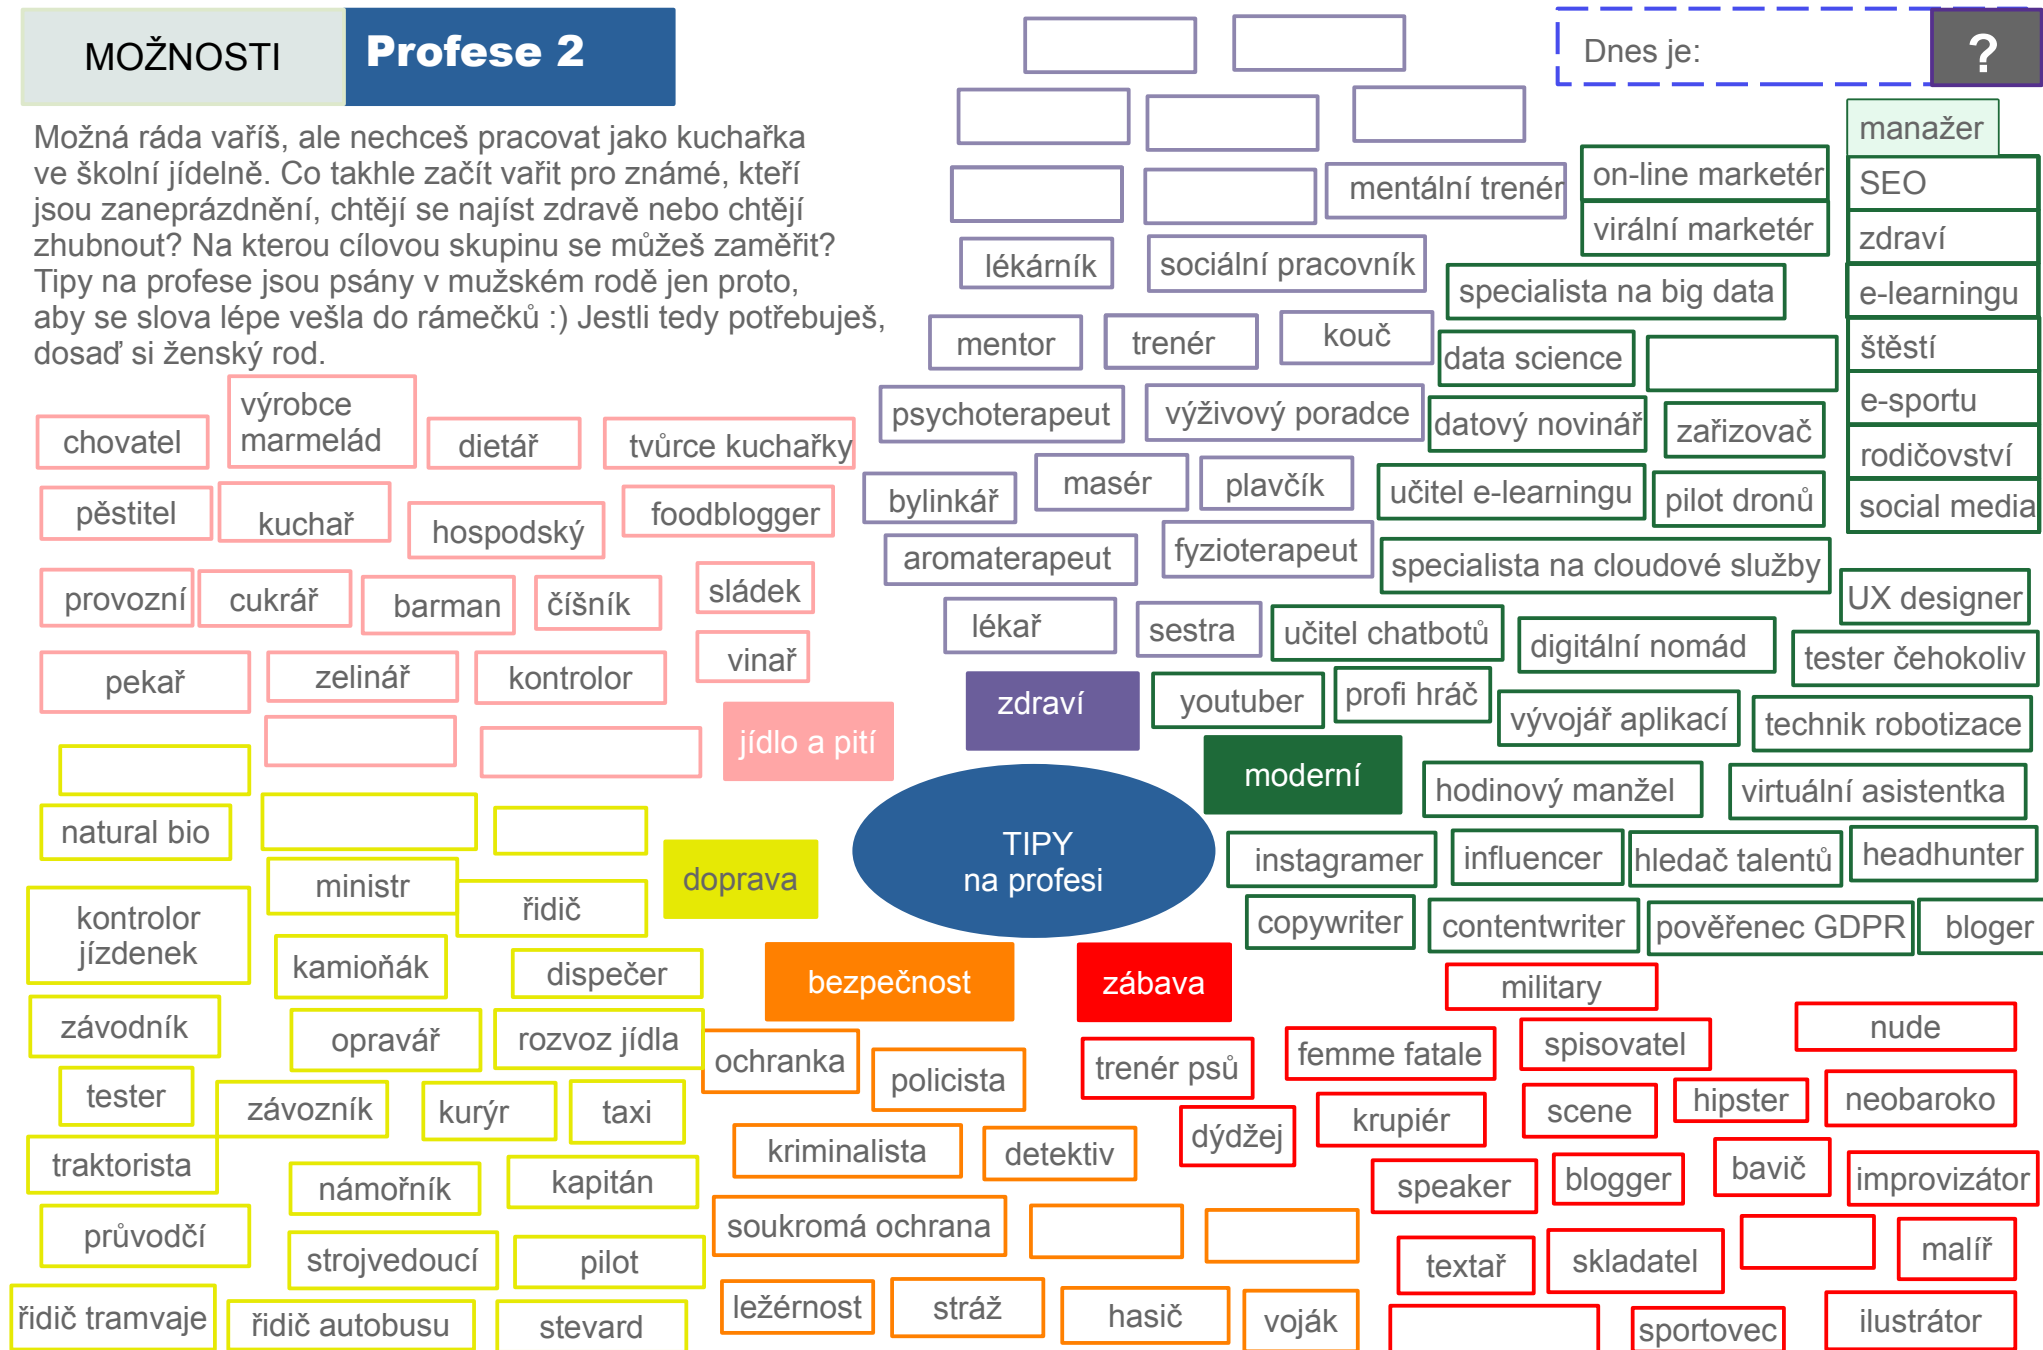 MOŽNOSTI
Profese 2
Dnes je:
?
Možná ráda vaříš, ale nechceš pracovat jako kuchařka
ve školní jídelně. Co takhle začít vařit pro známé, kteří
jsou zaneprázdnění, chtějí se najíst zdravě nebo chtějí
zhubnout? Na kterou cílovou skupinu se můžeš zaměřit?
Tipy na profese jsou psány v mužském rodě jen proto,
aby se slova lépe vešla do rámečků :) Jestli tedy potřebuješ,
dosaď si ženský rod.
chovatel
výrobce
marmelád
dietář
tvůrce kuchařky
pěstitel
kuchař
hospodský
foodblogger
provozní
cukrář
barman
číšník
sládek
vinař
pekař
zelinář
kontrolor
jídlo a pití
mentální trenér
lékárník
sociální pracovník
mentor
trenér
kouč
psychoterapeut
výživový poradce
bylinkář
masér
plavčík
aromaterapeut
fyzioterapeut
lékař
sestra
zdraví
manažer
SEO
zdraví
e-learningu
štěstí
e-sportu
rodičovství
social media
on-line marketér
virální marketér
specialista na big data
data science
datový novinář
zařizovač
učitel e-learningu
pilot dronů
specialista na cloudové služby
UX designer
učitel chatbotů
digitální nomád
tester čehokoliv
youtuber
profi hráč
vývojář aplikací
technik robotizace
moderní
hodinový manžel
virtuální asistentka
instagramer
influencer
hledač talentů
headhunter
copywriter
contentwriter
pověřenec GDPR
bloger
TIPY
na profesi
natural bio
ministr
řidič
doprava
kontrolor
jízdenek
kamioňák
dispečer
závodník
opravář
rozvoz jídla
tester
závozník
kurýr
taxi
traktorista
námořník
kapitán
průvodčí
strojvedoucí
pilot
řidič tramvaje
řidič autobusu
stevard
bezpečnost
ochranka
policista
kriminalista
detektiv
soukromá ochrana
ležérnost
stráž
hasič
voják
zábava
military
trenér psů
femme fatale
spisovatel
nude
dýdžej
krupiér
scene
hipster
neobaroko
speaker
blogger
bavič
improvizátor
textař
skladatel
malíř
sportovec
ilustrátor